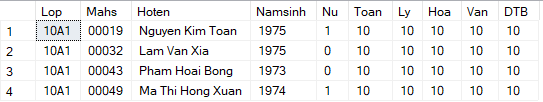 Lop Mahs Hoten Namsinh Nu Toan Ly Hoa Van DTB
1 10A1 00019 Nguyen Kim Toan 1975 1 10 10 10 10 10
2 10A1 00032 Lam Van Xia 1975 0 10 10 10 10 10
3 10A1 00043 Pham Hoai Bong 1973 0 10 10 10 10 10
4 10A1 00049 Ma Thi Hong Xuan 1974 1 10 10 10 10 10